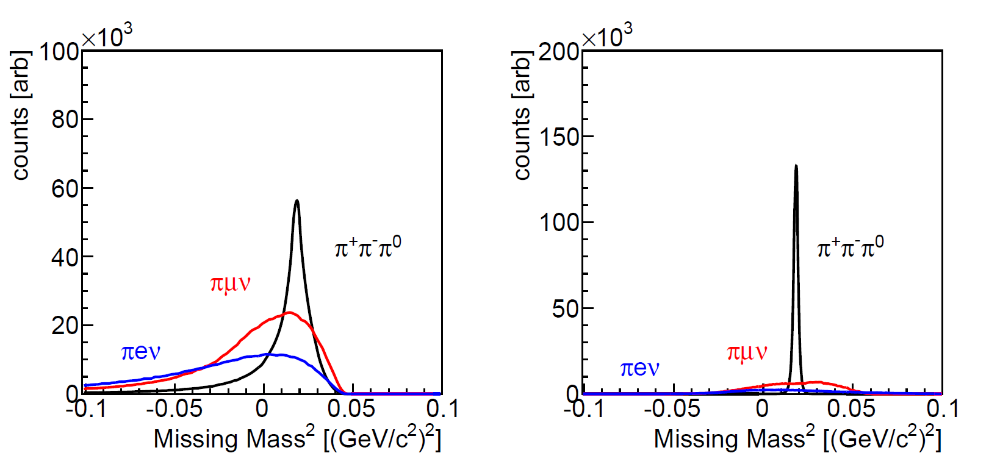 ×10³
counts [arb]
100
80
60
40
20
0
π⁺π⁻π⁰
πμν
πeν
-0.1 -0.05 0 0.05 0.1
Missing Mass² [(GeV/c²)²]
×10³
counts [arb]
200
150
100
50
0
π⁺π⁻π⁰
πμν
πeν
-0.1 -0.05 0 0.05 0.1
Missing Mass² [(GeV/c²)²]